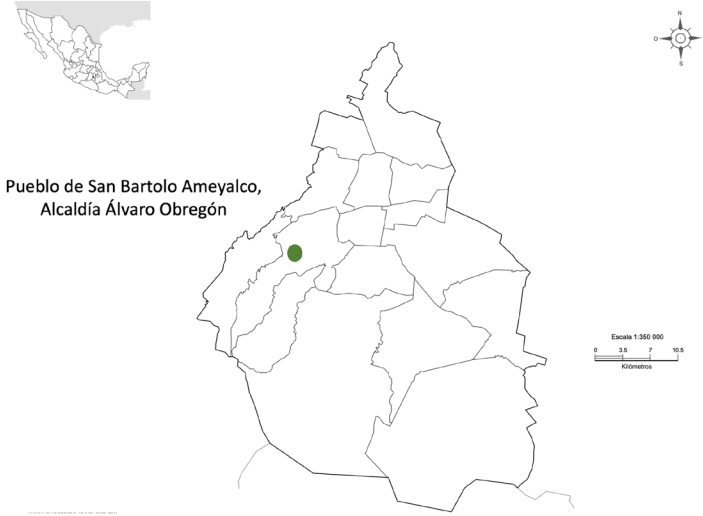 N
O
S
Pueblo de San Bartolo Ameyalco,
Alcaldía Álvaro Obregón
Escala 1:350 000
0 3.5 7 10.5
Kilómetros